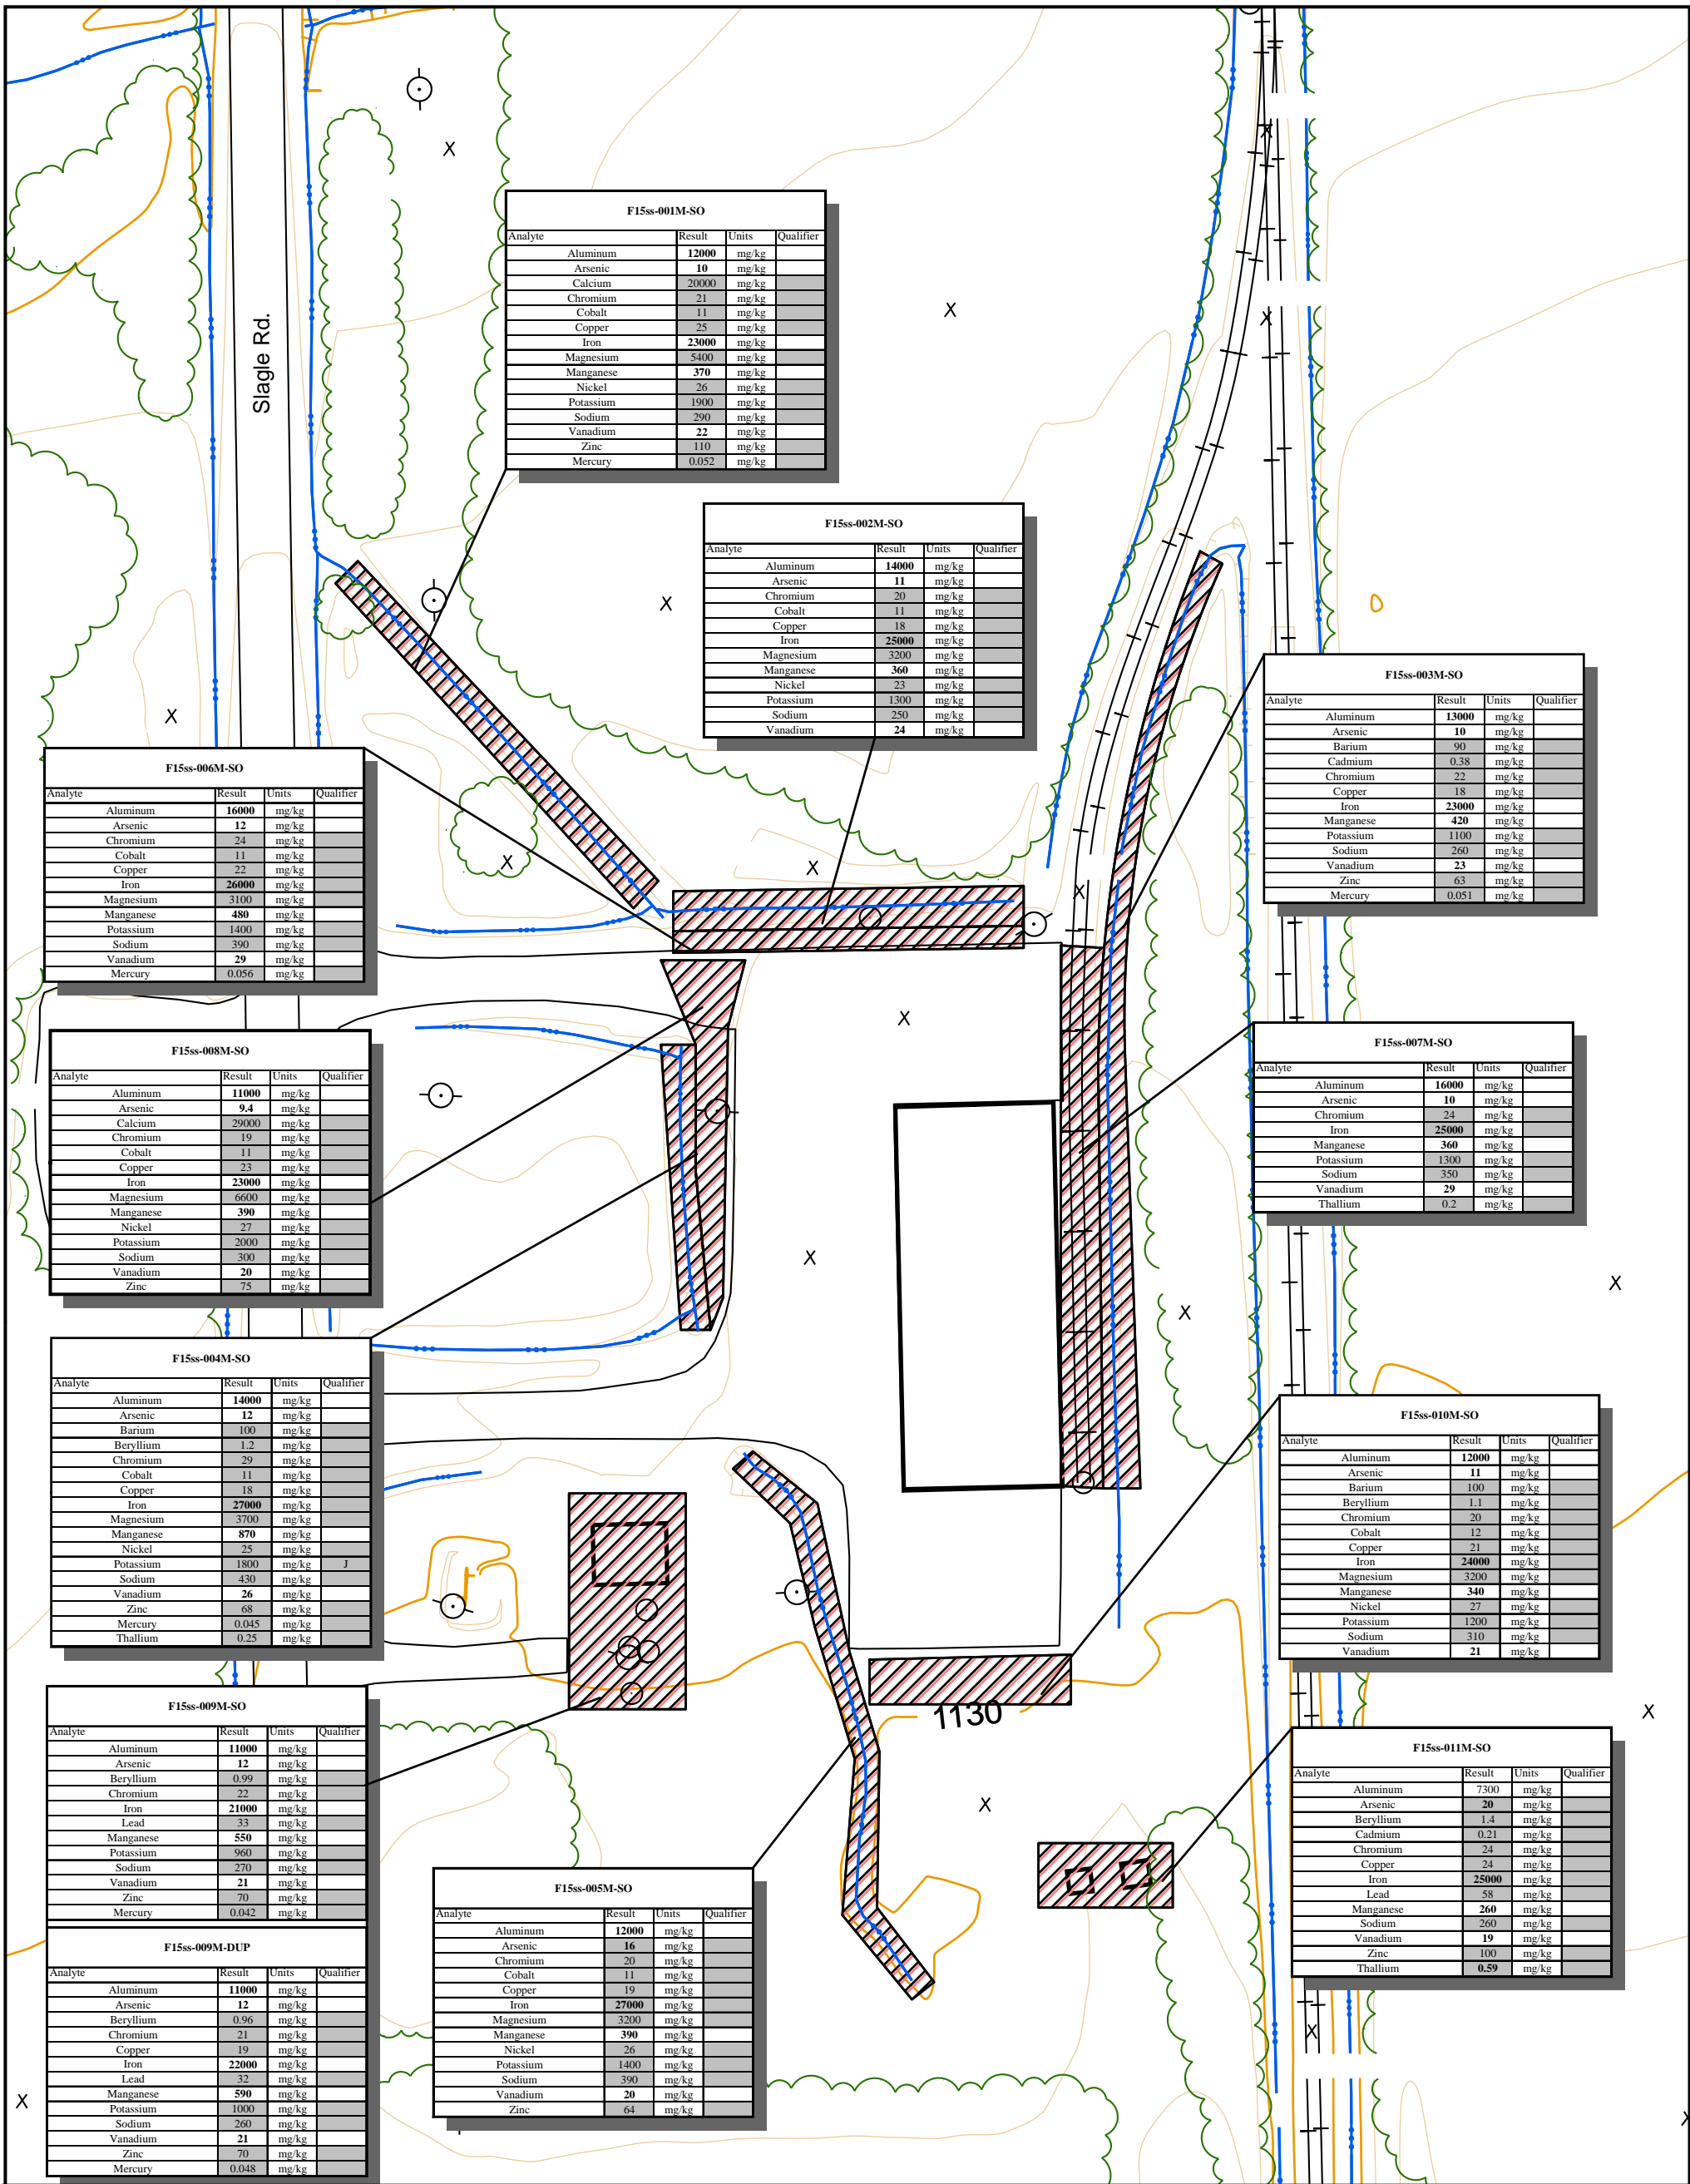 Slagle Rd.
F15ss-001M-SO
Analyte Result Units Qualifier
Aluminum 12000 mg/kg
Arsenic 10 mg/kg
Calcium 20000 mg/kg
Chromium 21 mg/kg
Cobalt 11 mg/kg
Copper 25 mg/kg
Iron 23000 mg/kg
Magnesium 5400 mg/kg
Manganese 370 mg/kg
Nickel 26 mg/kg
Potassium 1900 mg/kg
Sodium 290 mg/kg
Vanadium 22 mg/kg
Zinc 110 mg/kg
Mercury 0.052 mg/kg
F15ss-002M-SO
Analyte Result Units Qualifier
Aluminum 14000 mg/kg
Arsenic 11 mg/kg
Chromium 20 mg/kg
Cobalt 11 mg/kg
Copper 18 mg/kg
Iron 25000 mg/kg
Magnesium 3200 mg/kg
Manganese 360 mg/kg
Nickel 23 mg/kg
Potassium 1300 mg/kg
Sodium 250 mg/kg
Vanadium 24 mg/kg
F15ss-003M-SO
Analyte Result Units Qualifier
Aluminum 13000 mg/kg
Arsenic 10 mg/kg
Barium 90 mg/kg
Cadmium 0.38 mg/kg
Chromium 22 mg/kg
Copper 18 mg/kg
Iron 23000 mg/kg
Manganese 420 mg/kg
Potassium 1100 mg/kg
Sodium 260 mg/kg
Vanadium 23 mg/kg
Zinc 63 mg/kg
Mercury 0.051 mg/kg
F15ss-006M-SO
Analyte Result Units Qualifier
Aluminum 16000 mg/kg
Arsenic 12 mg/kg
Chromium 24 mg/kg
Cobalt 11 mg/kg
Copper 22 mg/kg
Iron 26000 mg/kg
Magnesium 3100 mg/kg
Manganese 480 mg/kg
Potassium 1400 mg/kg
Sodium 390 mg/kg
Vanadium 29 mg/kg
Mercury 0.056 mg/kg
F15ss-008M-SO
Analyte Result Units Qualifier
Aluminum 11000 mg/kg
Arsenic 9.4 mg/kg
Calcium 29000 mg/kg
Chromium 19 mg/kg
Cobalt 11 mg/kg
Copper 23 mg/kg
Iron 23000 mg/kg
Magnesium 6600 mg/kg
Manganese 390 mg/kg
Nickel 27 mg/kg
Potassium 2000 mg/kg
Sodium 300 mg/kg
Vanadium 20 mg/kg
Zinc 75 mg/kg
F15ss-007M-SO
Analyte Result Units Qualifier
Aluminum 16000 mg/kg
Arsenic 10 mg/kg
Chromium 24 mg/kg
Iron 25000 mg/kg
Manganese 360 mg/kg
Potassium 1300 mg/kg
Sodium 350 mg/kg
Vanadium 29 mg/kg
Thallium 0.2 mg/kg
F15ss-004M-SO
Analyte Result Units Qualifier
Aluminum 14000 mg/kg
Arsenic 12 mg/kg
Barium 100 mg/kg
Beryllium 1.2 mg/kg
Chromium 29 mg/kg
Cobalt 11 mg/kg
Copper 18 mg/kg
Iron 27000 mg/kg
Magnesium 3700 mg/kg
Manganese 870 mg/kg
Nickel 25 mg/kg
Potassium 1800 mg/kg J
Sodium 430 mg/kg
Vanadium 26 mg/kg
Zinc 68 mg/kg
Mercury 0.045 mg/kg
Thallium 0.25 mg/kg
F15ss-010M-SO
Analyte Result Units Qualifier
Aluminum 12000 mg/kg
Arsenic 11 mg/kg
Barium 100 mg/kg
Beryllium 1.1 mg/kg
Chromium 20 mg/kg
Cobalt 12 mg/kg
Copper 21 mg/kg
Iron 24000 mg/kg
Magnesium 3200 mg/kg
Manganese 340 mg/kg
Nickel 27 mg/kg
Potassium 1200 mg/kg
Sodium 310 mg/kg
Vanadium 21 mg/kg
1130
F15ss-009M-SO
Analyte Result Units Qualifier
Aluminum 11000 mg/kg
Arsenic 12 mg/kg
Beryllium 0.99 mg/kg
Chromium 22 mg/kg
Iron 21000 mg/kg
Lead 33 mg/kg
Manganese 550 mg/kg
Potassium 960 mg/kg
Sodium 270 mg/kg
Vanadium 21 mg/kg
Zinc 70 mg/kg
Mercury 0.042 mg/kg
F15ss-011M-SO
Analyte Result Units Qualifier
Aluminum 7300 mg/kg
Arsenic 20 mg/kg
Beryllium 1.4 mg/kg
Cadmium 0.21 mg/kg
Chromium 24 mg/kg
Copper 24 mg/kg
Iron 25000 mg/kg
Lead 58 mg/kg
Manganese 260 mg/kg
Sodium 260 mg/kg
Vanadium 19 mg/kg
Zinc 100 mg/kg
Thallium 0.59 mg/kg
F15ss-005M-SO
Analyte Result Units Qualifier
Aluminum 12000 mg/kg
Arsenic 16 mg/kg
Chromium 20 mg/kg
Cobalt 11 mg/kg
Copper 19 mg/kg
Iron 27000 mg/kg
Magnesium 3200 mg/kg
Manganese 390 mg/kg
Nickel 26 mg/kg
Potassium 1400 mg/kg
Sodium 390 mg/kg
Vanadium 20 mg/kg
Zinc 64 mg/kg
F15ss-009M-DUP
Analyte Result Units Qualifier
Aluminum 11000 mg/kg
Arsenic 12 mg/kg
Beryllium 0.96 mg/kg
Chromium 21 mg/kg
Copper 19 mg/kg
Iron 22000 mg/kg
Lead 32 mg/kg
Manganese 590 mg/kg
Potassium 1000 mg/kg
Sodium 260 mg/kg
Vanadium 21 mg/kg
Zinc 70 mg/kg
Mercury 0.048 mg/kg